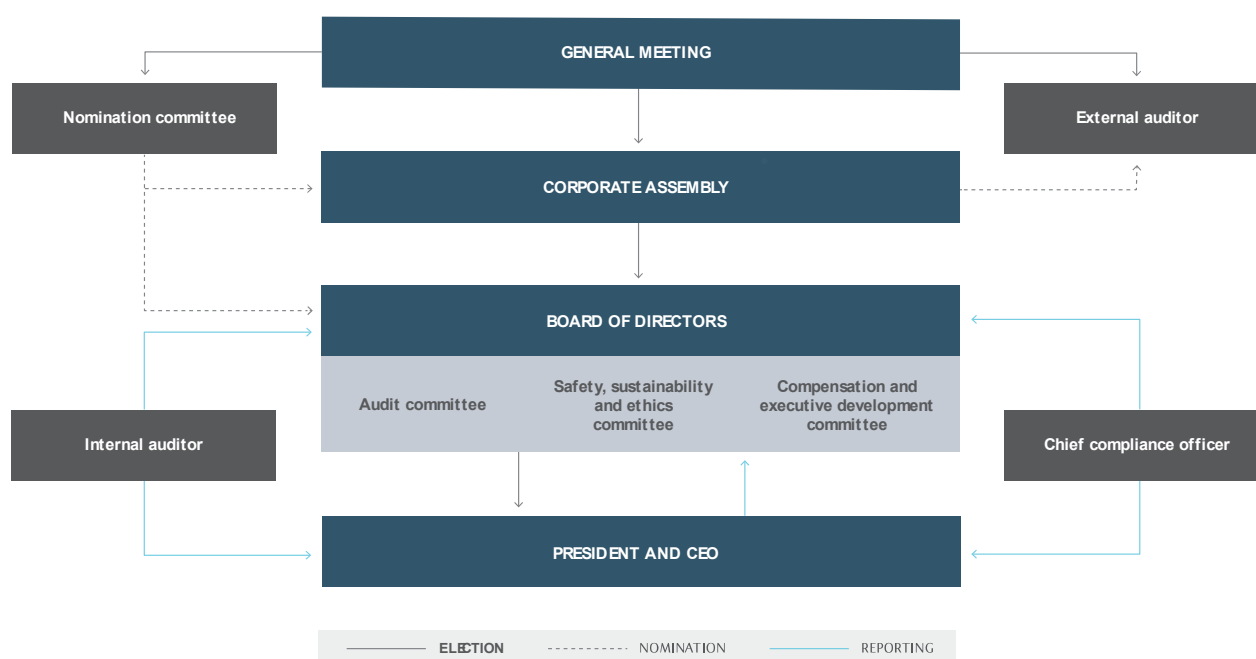 GENERAL MEETING
Nomination committee
External auditor
CORPORATE ASSEMBLY
BOARD OF DIRECTORS
Audit committee
Safety, sustainability
and ethics
committee
Compensation and
executive development
committee
Internal auditor
Chief compliance officer
PRESIDENT AND CEO
ELECTION
NOMINATION
REPORTING